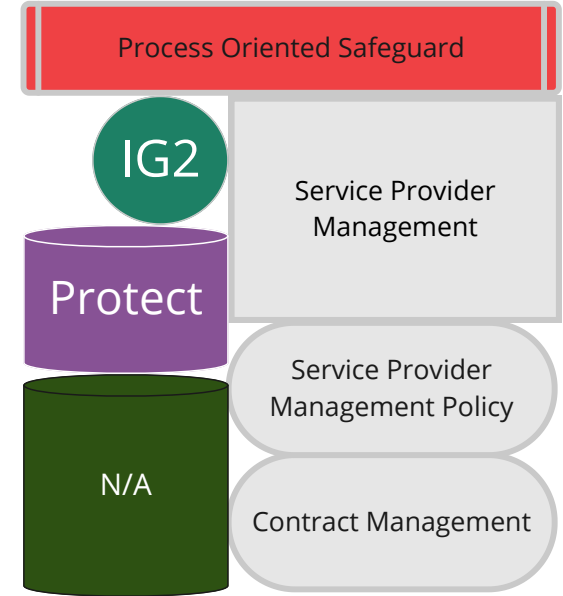 Process Oriented Safeguard
IG2
Service Provider
Management
Protect
Service Provider
Management Policy
N/A
Contract Management